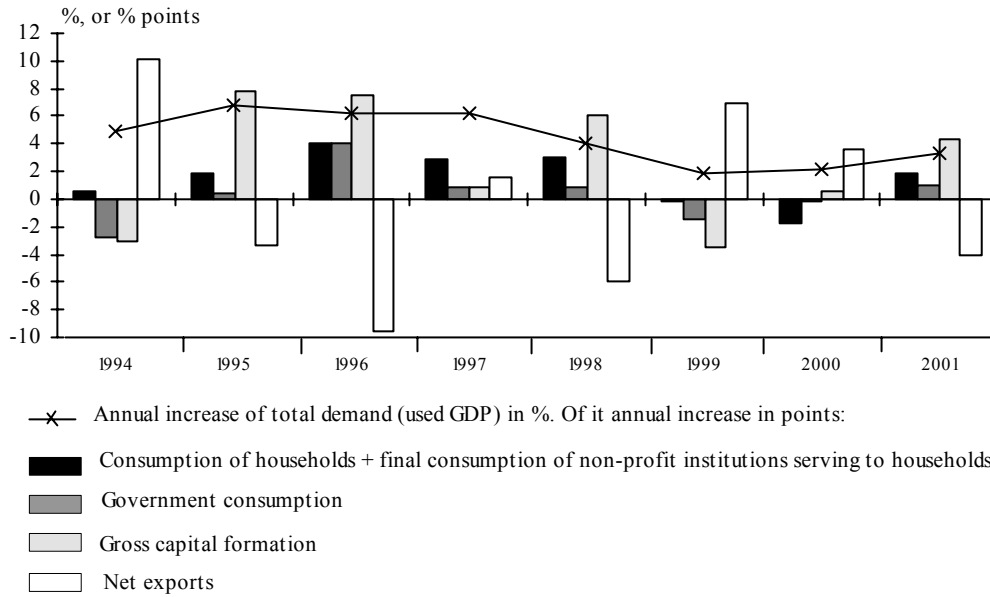 %, or % points
12
10
8
6
4
2
0
-2
-4
-6
-8
-10
1994 1995 1996 1997 1998 1999 2000 2001
Annual increase of total demand (used GDP) in %. Of it annual increase in points:
Consumption of households + final consumption of non-profit institutions serving to households
Government consumption
Gross capital formation
Net exports